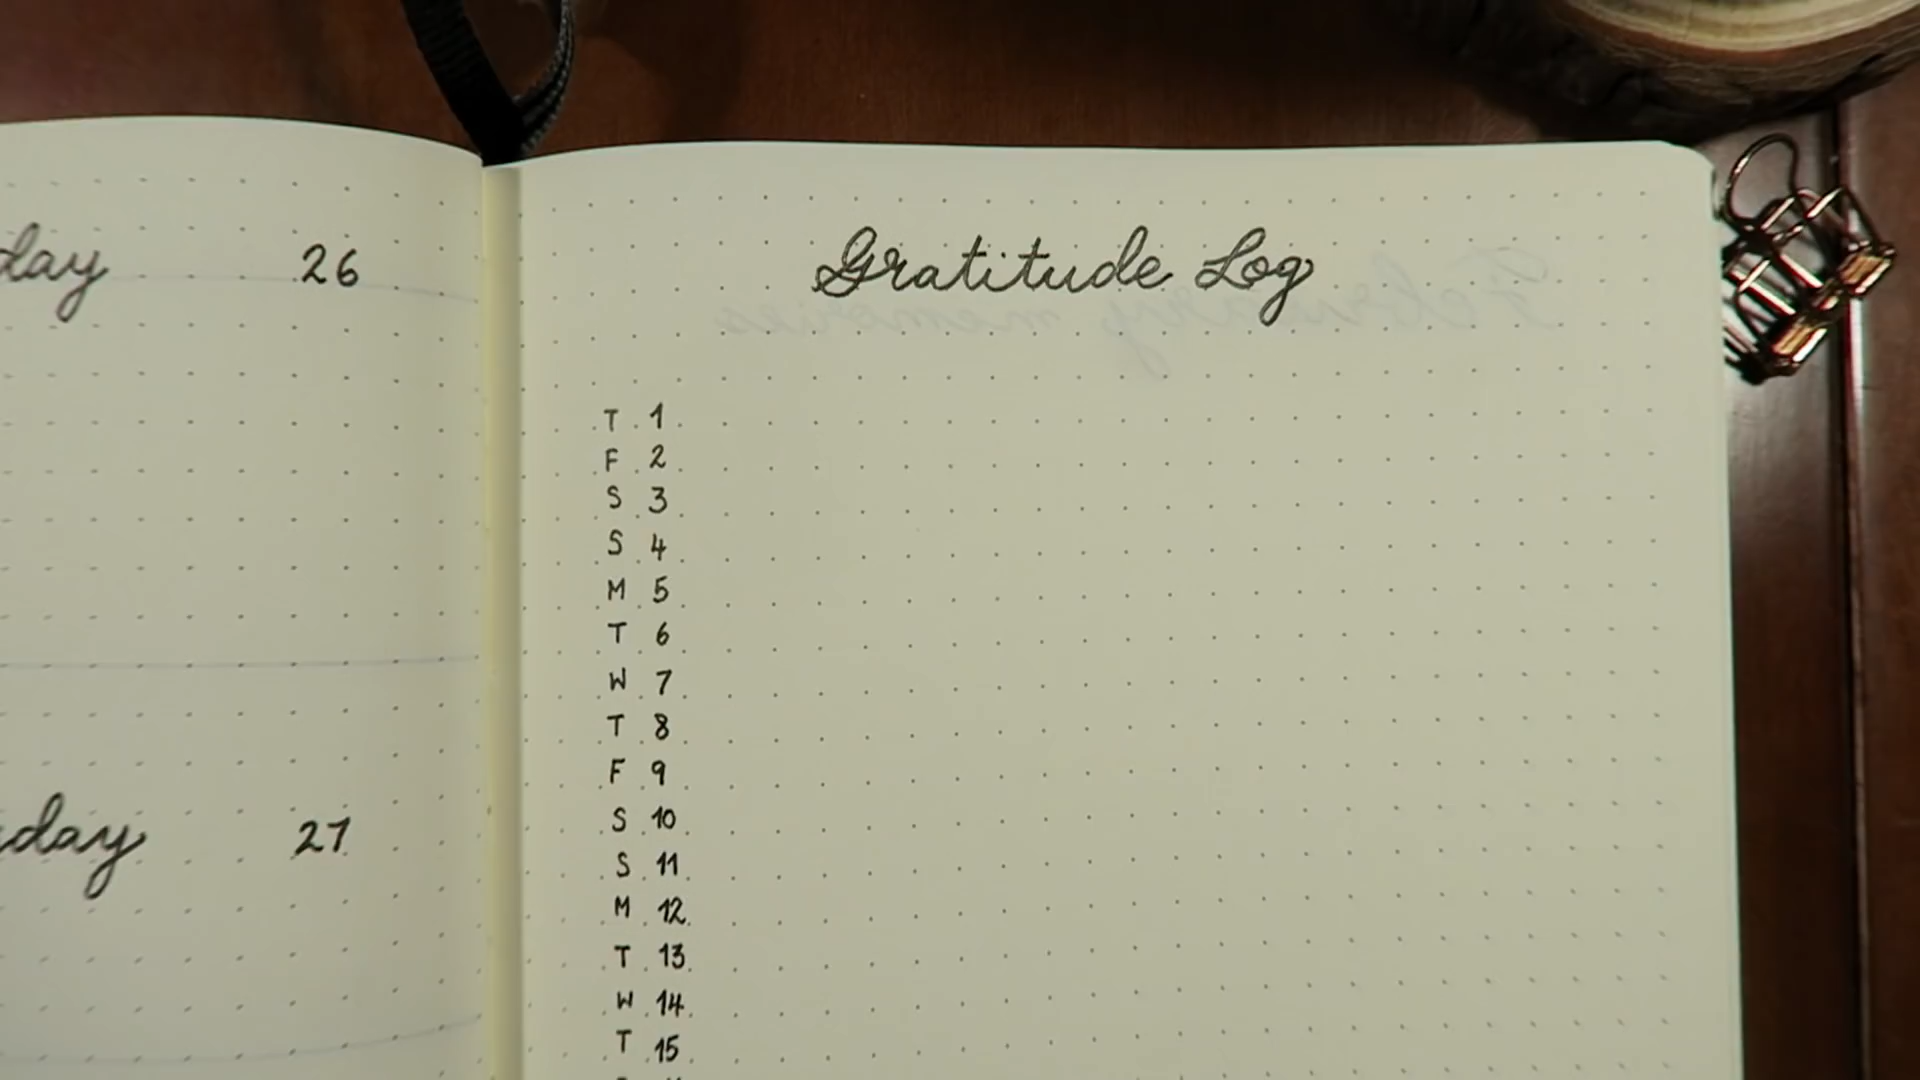 day 26
day 27
Gratitude Log
T 1
F 2
S 3
S 4
M 5
T 6
W 7
T 8
F 9
S 10
S 11
M 12
T 13
W 14
T 15